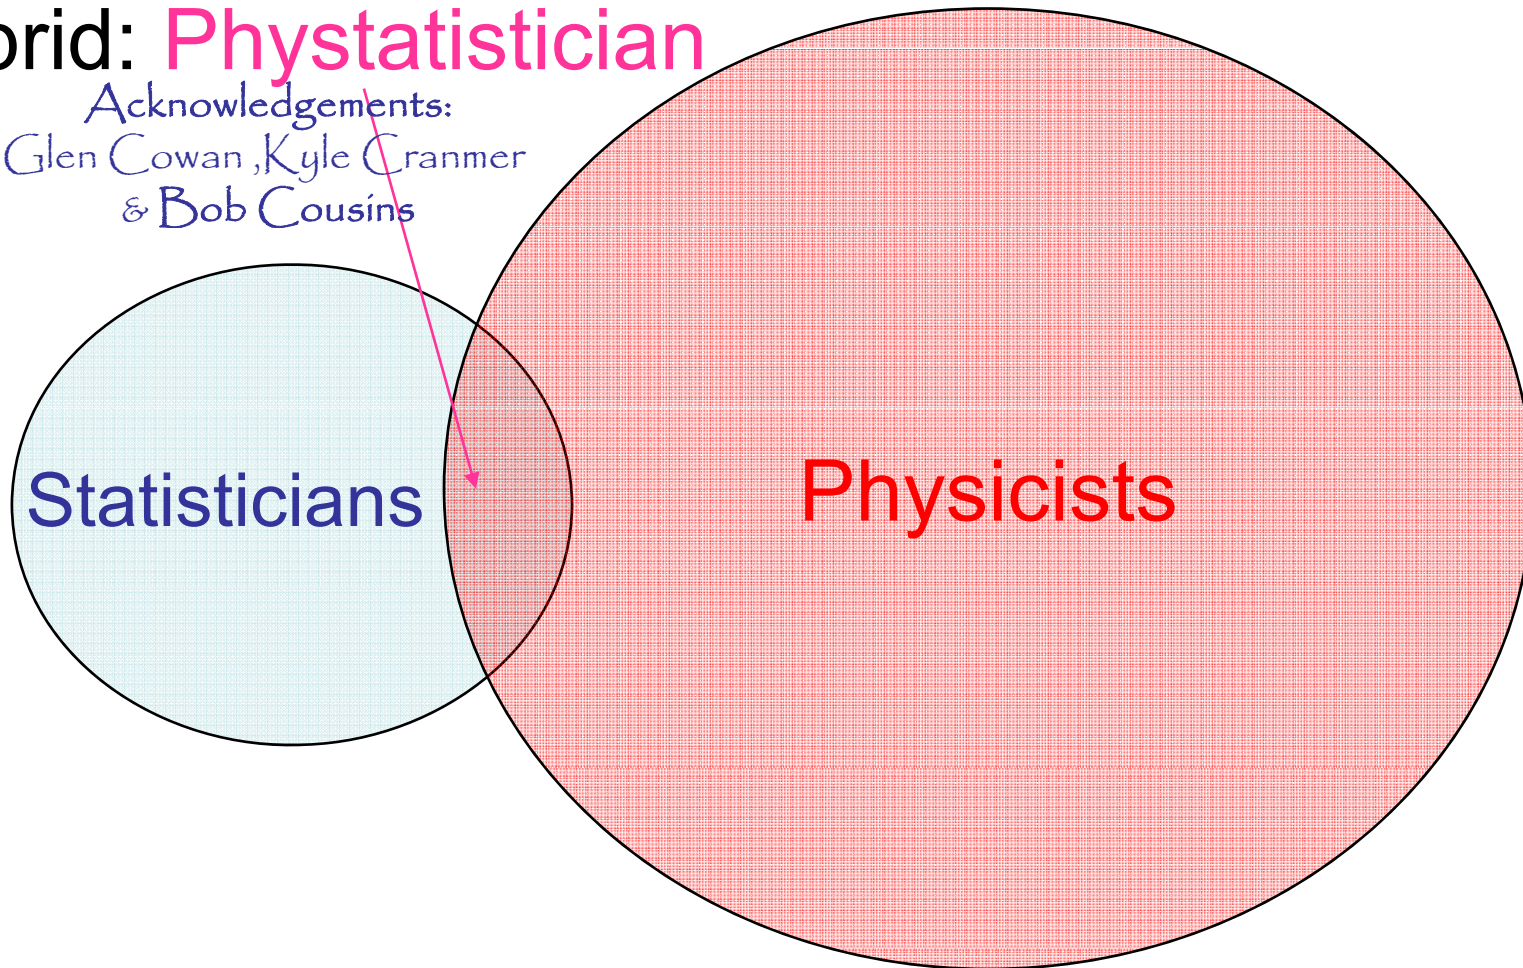 brid: Phystatistician
Acknowledgements:
Glen Cowan ,Kyle Cranmer
& Bob Cousins
Statisticians
Physicists